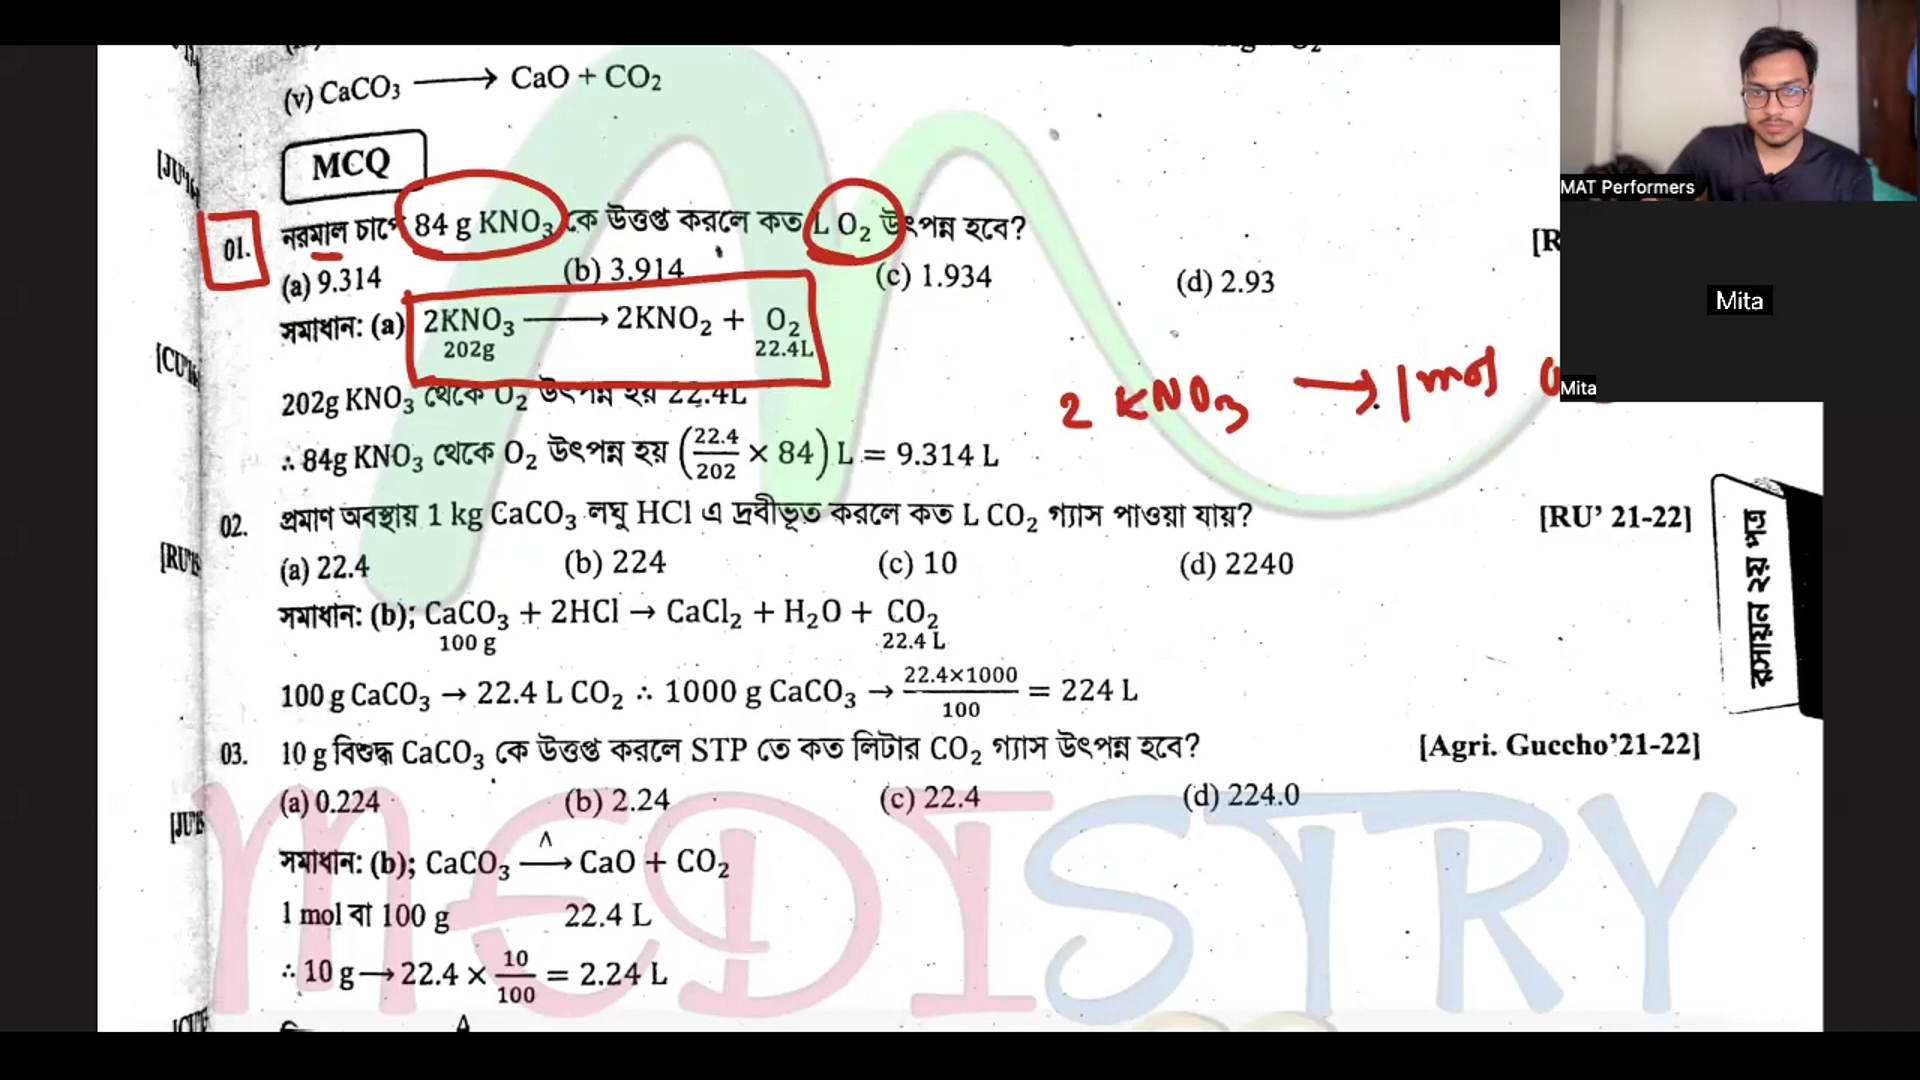 (v) CaCO₃ ⟶ CaO + CO₂
MCQ
01. নরমাল চাপে 84 g KNO₃ কে উত্তপ্ত করলে কত L O₂ উৎপন্ন হবে? [R
(a) 9.314 (b) 3.914 (c) 1.934 (d) 2.93
সমাধান: (a) 2KNO₃ ⟶ 2KNO₂ + O₂
202g 22.4L
202g KNO₃ থেকে O₂ উৎপন্ন হয় 22.4L
2 KNO₃ → 1 mol
∴ 84g KNO₃ থেকে O₂ উৎপন্ন হয় (22.4/202 × 84) L = 9.314 L
02. প্রমাণ অবস্থায় 1 kg CaCO₃ লঘু HCl এ দ্রবীভূত করলে কত L CO₂ গ্যাস পাওয়া যায়? [RU’ 21-22]
(a) 22.4 (b) 224 (c) 10 (d) 2240
সমাধান: (b); CaCO₃ + 2HCl → CaCl₂ + H₂O + CO₂
100 g 22.4 L
100 g CaCO₃ → 22.4 L CO₂ ∴ 1000 g CaCO₃ → 22.4×1000/100 = 224 L
03. 10 g বিশুদ্ধ CaCO₃ কে উত্তপ্ত করলে STP তে কত লিটার CO₂ গ্যাস উৎপন্ন হবে? [Agri. Guccho’21-22]
(a) 0.224 (b) 2.24 (c) 22.4 (d) 224.0
সমাধান: (b); CaCO₃ ⟶ CaO + CO₂
1 mol বা 100 g 22.4 L
∴ 10 g → 22.4 × 10/100 = 2.24 L
MEDISTRY
রসায়ন ২য় পত্র
MAT Performers
Mita
Mita